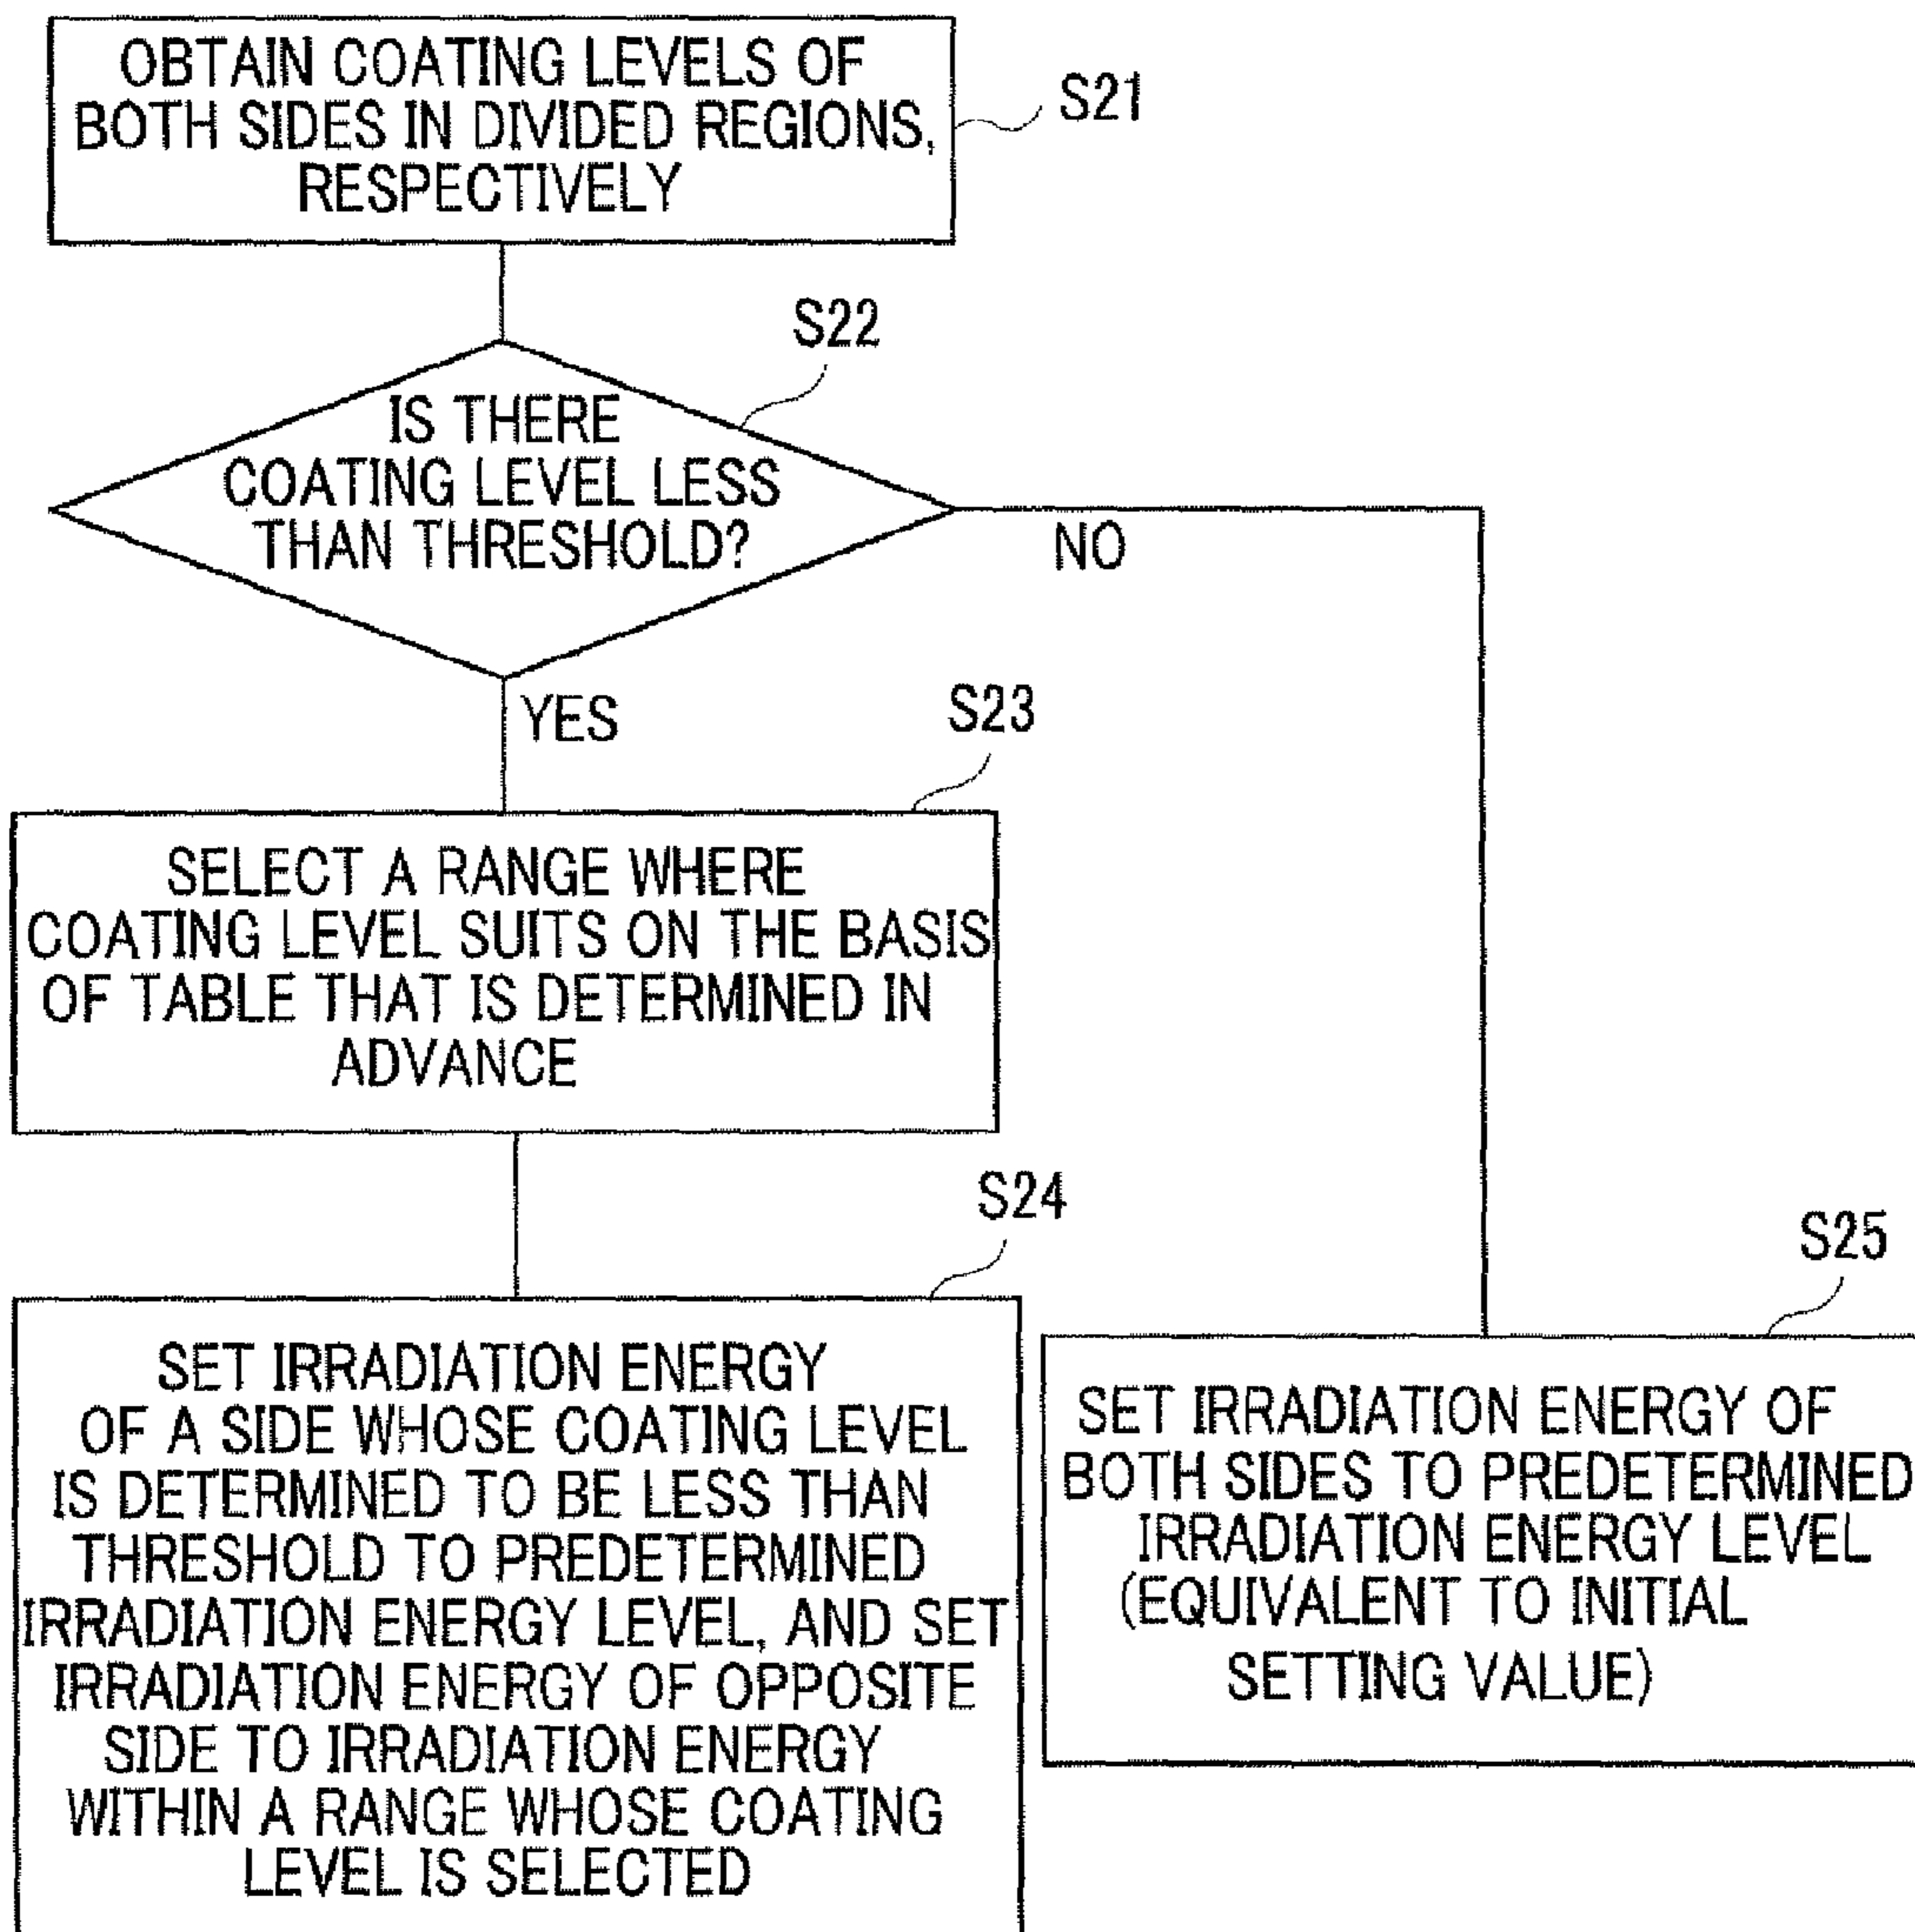 OBTAIN COATING LEVELS OF
BOTH SIDES IN DIVIDED REGIONS,
RESPECTIVELY
S21
S22
IS THERE
COATING LEVEL LESS
THAN THRESHOLD?
NO
YES
S23
SELECT A RANGE WHERE
COATING LEVEL SUITS ON THE BASIS
OF TABLE THAT IS DETERMINED IN
ADVANCE
S24
SET IRRADIATION ENERGY
OF A SIDE WHOSE COATING LEVEL
IS DETERMINED TO BE LESS THAN
THRESHOLD TO PREDETERMINED
IRRADIATION ENERGY LEVEL, AND SET
IRRADIATION ENERGY OF OPPOSITE
SIDE TO IRRADIATION ENERGY
WITHIN A RANGE WHOSE COATING
LEVEL IS SELECTED
S25
SET IRRADIATION ENERGY OF
BOTH SIDES TO PREDETERMINED
IRRADIATION ENERGY LEVEL
(EQUIVALENT TO INITIAL
SETTING VALUE)